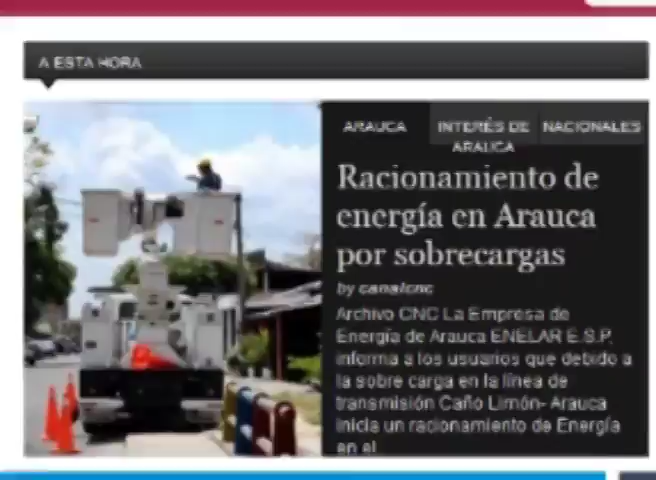 A ESTA HORA
ARAUCA
INTERÉS DE
ARAUCA
NACIONALES
Racionamiento de
energía en Arauca
por sobrecargas
by canalcnc
Archivo CNC La Empresa de
Energía de Arauca ENELAR E.S.P.
informa a los usuarios que debido a
la sobre carga en la línea de
transmisión Caño Limón- Arauca
inicia un racionamiento de Energía
en el